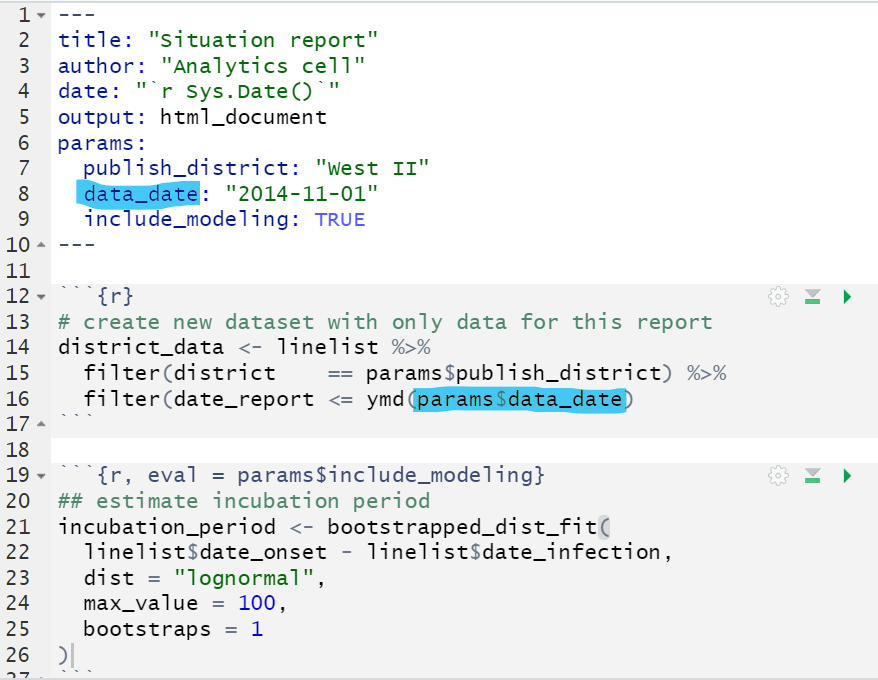 1 ---
2 title: "Situation report"
3 author: "Analytics cell"
4 date: "`r Sys.Date()`"
5 output: html_document
6 params:
7   publish_district: "West II"
8   data_date: "2014-11-01"
9   include_modeling: TRUE
10 ---
11
12 ```{r}
13 # create new dataset with only data for this report
14 district_data <- linelist %>%
15   filter(district    == params$publish_district) %>%
16   filter(date_report <= ymd(params$data_date)
17 ```
18
19 ```{r, eval = params$include_modeling}
20 ## estimate incubation period
21 incubation_period <- bootstrapped_dist_fit(
22   linelist$date_onset - linelist$date_infection,
23   dist = "lognormal",
24   max_value = 100,
25   bootstraps = 1
26 )
27 ```